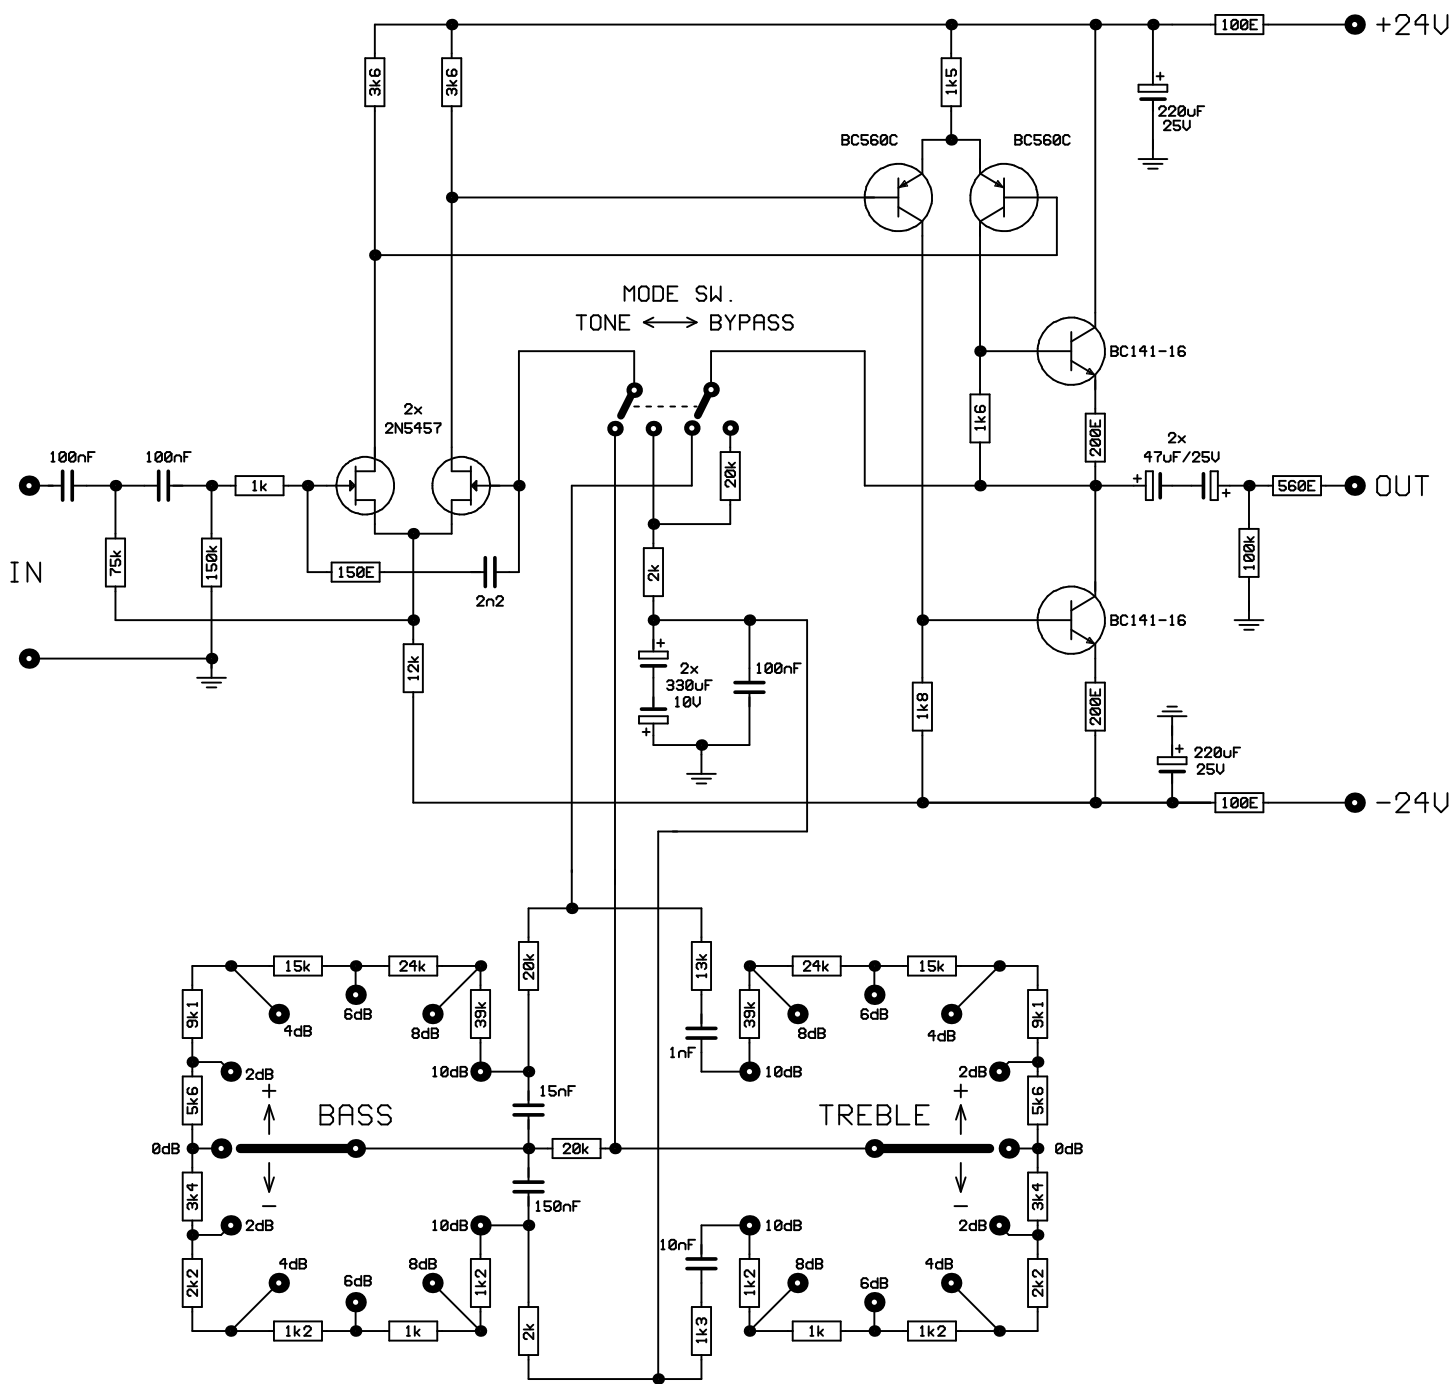 100E
+24V
3k6
3k6
1k5
+
220uF
25V
BC560C
BC560C
MODE SW.
TONE
BYPASS
BC141-16
2x
2N5457
1k6
200E
2x
47uF/25V
100nF
100nF
1k
20k
+
+
560E
OUT
IN
75k
150k
150E
2n2
2k
100k
BC141-16
12k
+
2x
330uF
10V
+
100nF
1k8
200E
+
220uF
25V
100E
-24V
15k
24k
20k
13k
24k
15k
9k1
4dB
6dB
8dB
39k
1nF
39k
8dB
6dB
4dB
9k1
2dB
10dB
10dB
2dB
5k6
+
15nF
+
5k6
BASS
TREBLE
0dB
20k
0dB
3k4
-
150nF
-
3k4
2dB
10dB
10dB
2dB
10nF
2k2
4dB
6dB
8dB
1k2
1k2
8dB
6dB
4dB
2k2
1k2
1k
2k
1k3
1k
1k2